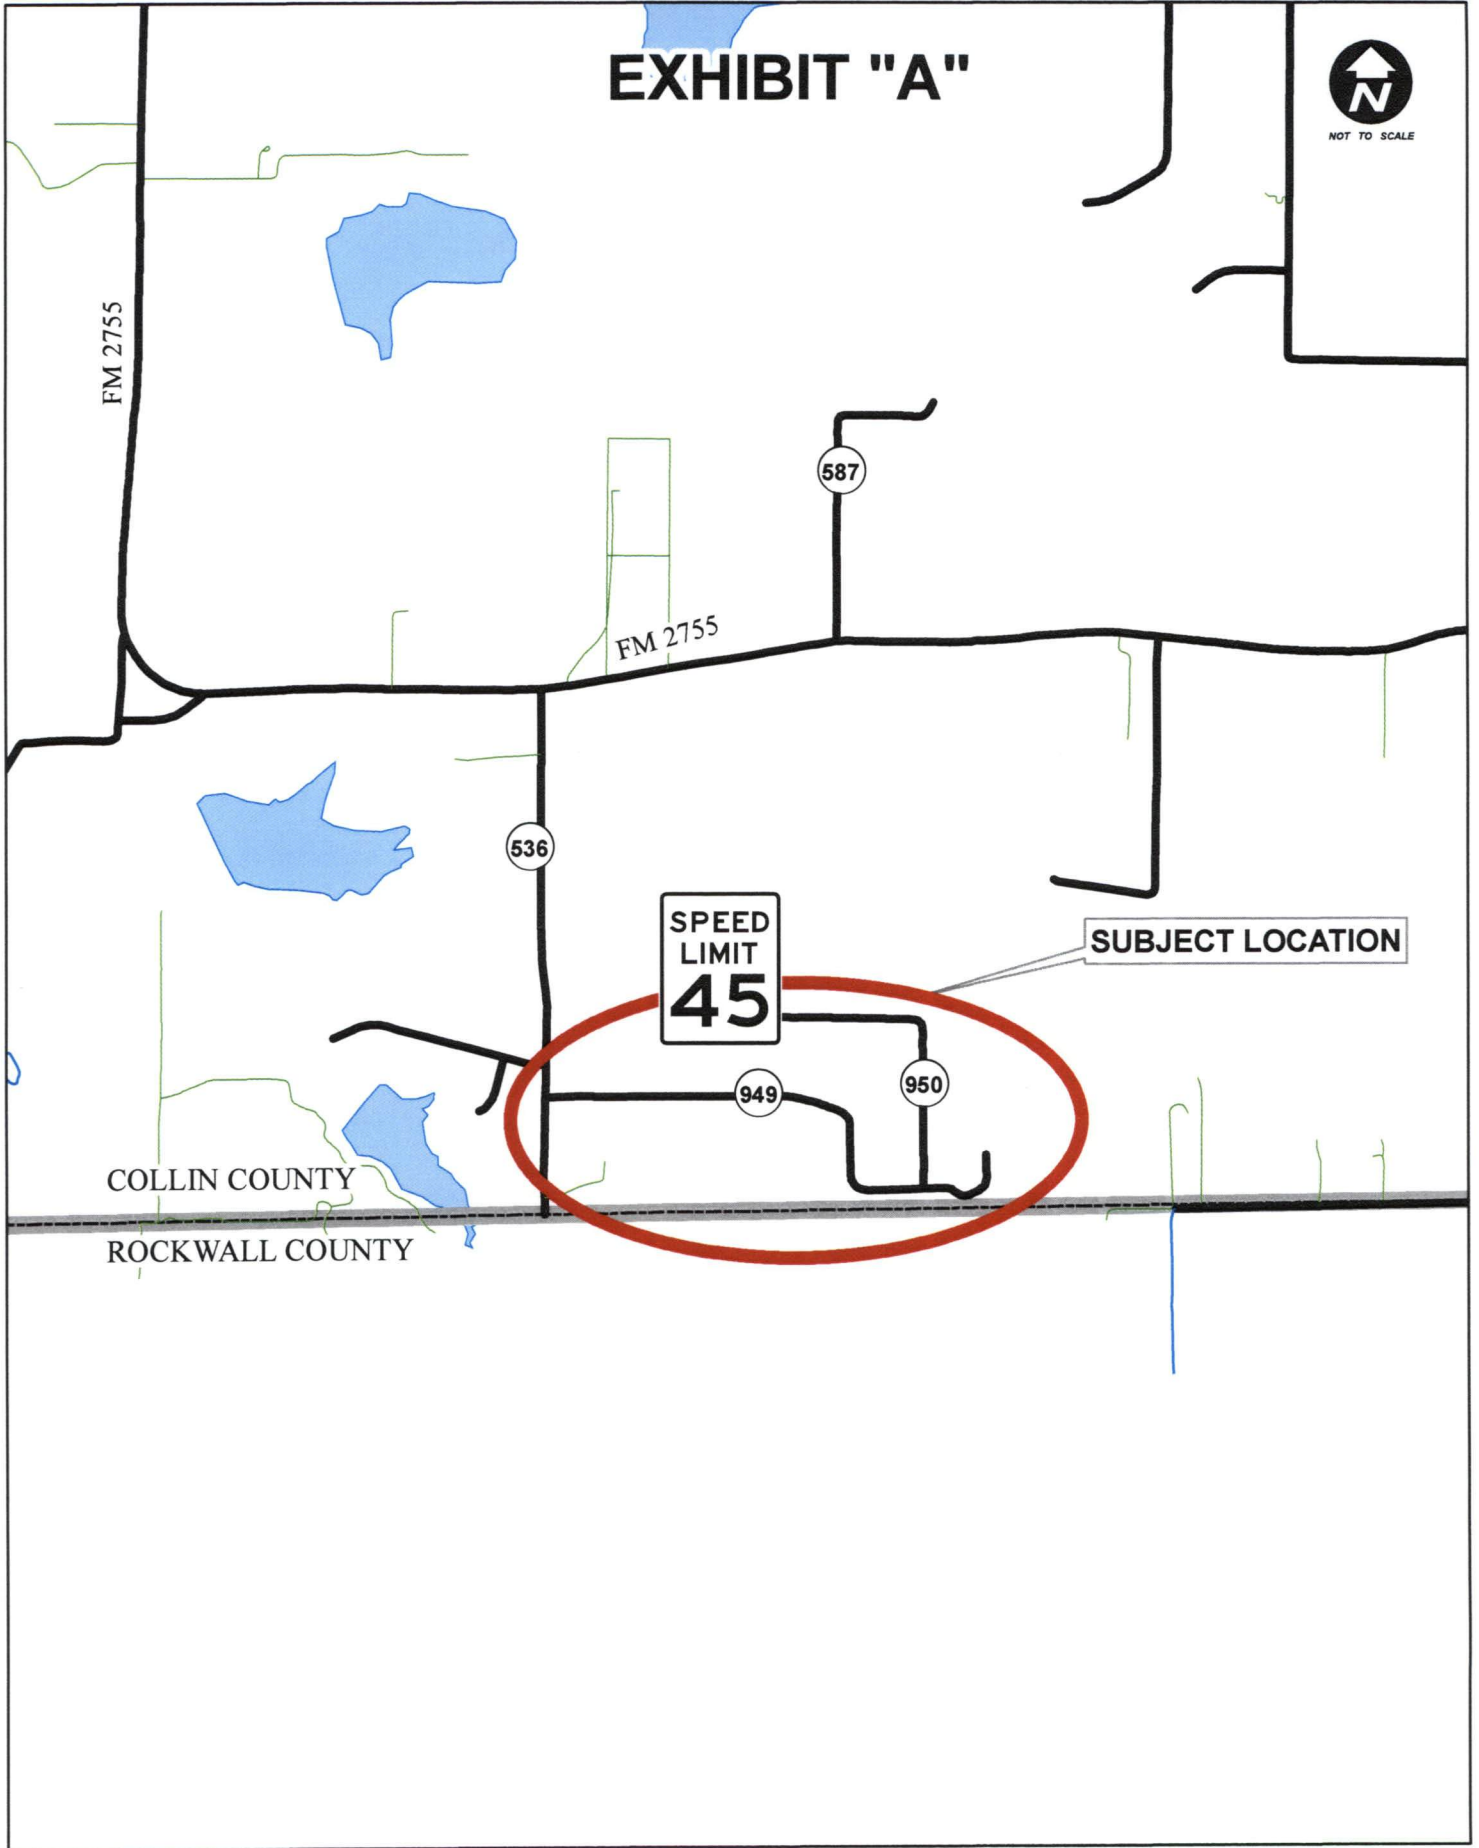 EXHIBIT "A"
N
NOT TO SCALE
FM 2755
587
FM 2755
536
SPEED
LIMIT
45
SUBJECT LOCATION
949
950
COLLIN COUNTY
ROCKWALL COUNTY